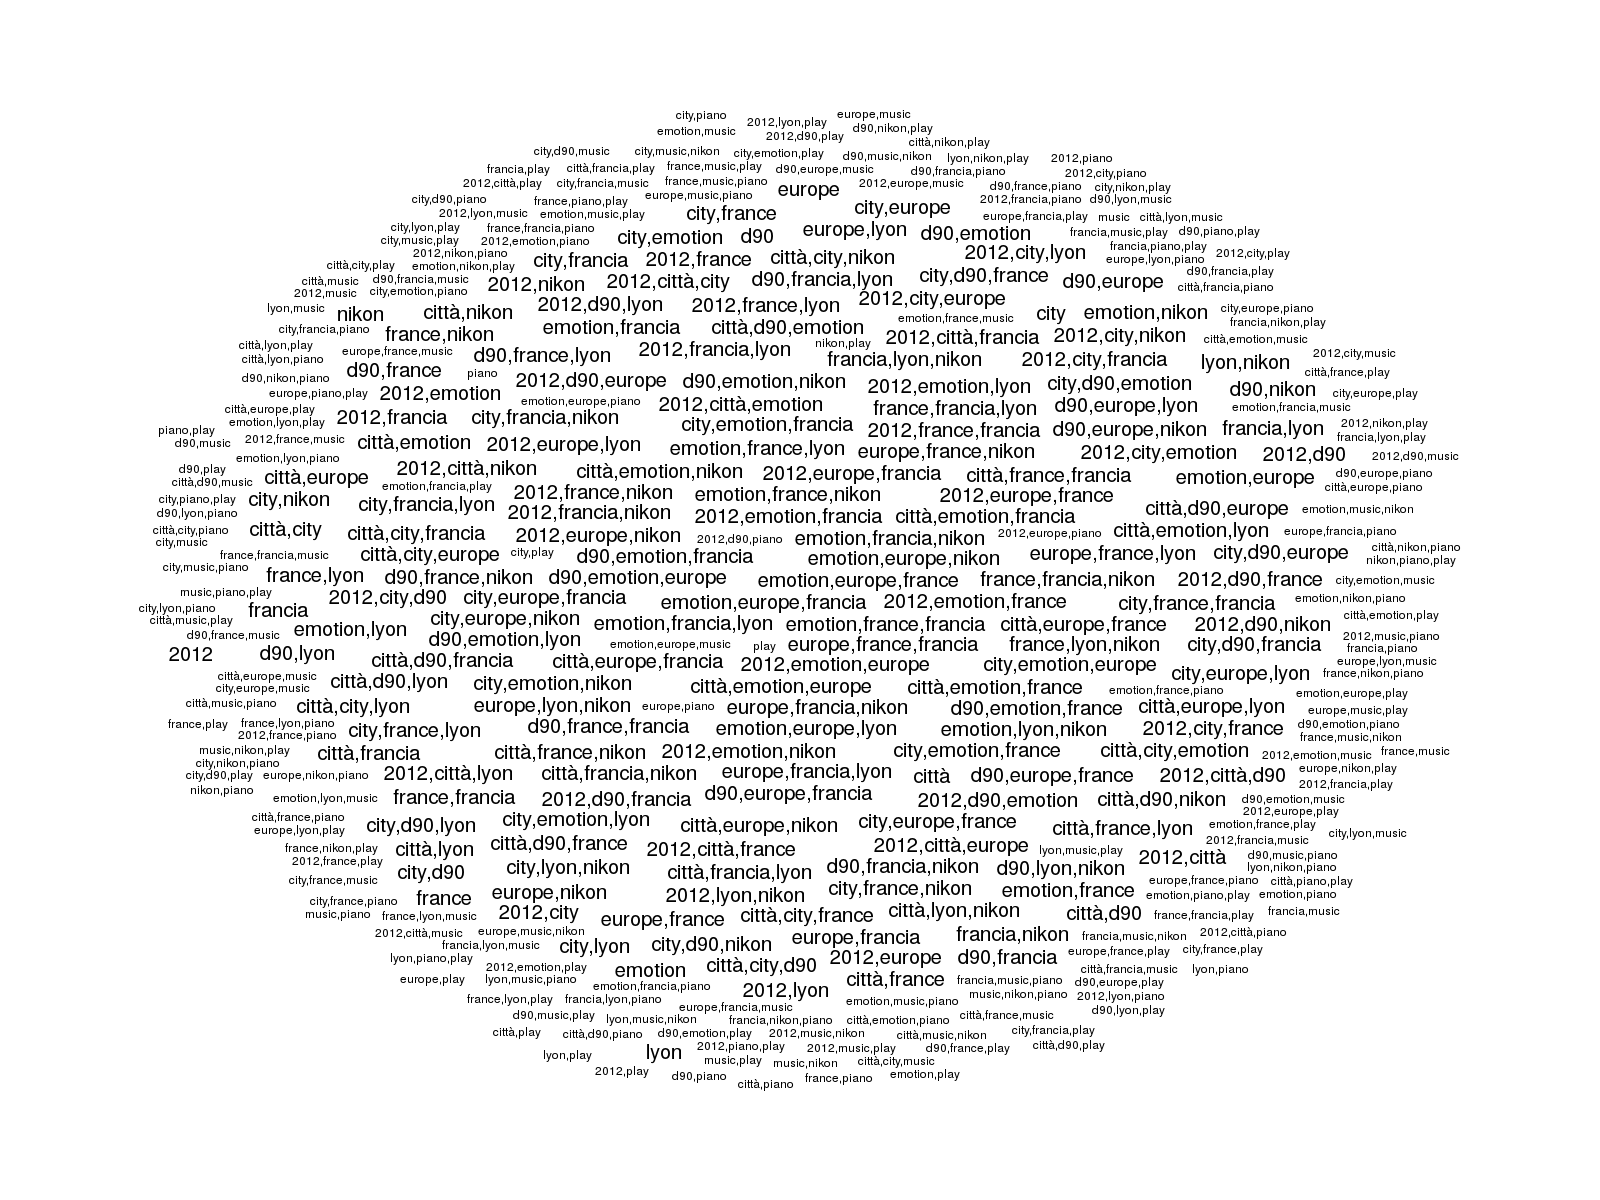 city,piano 2012,lyon,play europe,music
emotion,music 2012,d90,play d90,nikon,play
città,nikon,play
city,d90,music city,music,nikon city,emotion,play d90,music,nikon lyon,nikon,play 2012,piano
francia,play città,francia,play france,music,play d90,europe,music d90,francia,piano 2012,city,piano
2012,città,play city,francia,music france,music,piano europe 2012,europe,music d90,france,piano city,nikon,play
city,d90,piano france,piano,play europe,music,piano 2012,francia,piano d90,lyon,music
2012,lyon,music emotion,music,play city,france city,europe europe,francia,play music città,lyon,music
city,lyon,play france,francia,piano city,emotion d90 europe,lyon d90,emotion francia,music,play d90,piano,play
city,music,play 2012,emotion,piano francia,piano,play
2012,nikon,piano city,francia 2012,france città,city,nikon 2012,city,lyon europe,lyon,piano 2012,city,play
città,city,play emotion,nikon,play d90,francia,play
città,music d90,francia,music 2012,nikon 2012,città,city d90,francia,lyon city,d90,france d90,europe città,francia,piano
2012,music city,emotion,piano
lyon,music nikon città,nikon 2012,d90,lyon 2012,france,lyon 2012,city,europe city emotion,nikon city,europe,piano
city,francia,piano france,nikon emotion,francia città,d90,emotion emotion,france,music francia,nikon,play
città,lyon,play europe,france,music d90,france,lyon 2012,francia,lyon nikon,play 2012,città,francia 2012,city,nikon città,emotion,music
città,lyon,piano francia,lyon,nikon 2012,city,francia lyon,nikon 2012,city,music
d90,nikon,piano d90,france piano 2012,d90,europe d90,emotion,nikon 2012,emotion,lyon city,d90,emotion d90,nikon città,france,play
europe,piano,play 2012,emotion emotion,europe,piano city,europe,play
città,europe,play 2012,francia city,francia,nikon 2012,città,emotion france,francia,lyon d90,europe,lyon emotion,francia,music
emotion,lyon,play city,emotion,francia 2012,france,francia d90,europe,nikon francia,lyon 2012,nikon,play
piano,play 2012,france,music città,emotion 2012,europe,lyon emotion,france,lyon europe,france,nikon 2012,city,emotion 2012,d90 francia,lyon,play
d90,music emotion,lyon,piano 2012,d90,music
d90,play città,europe 2012,città,nikon città,emotion,nikon 2012,europe,francia città,france,francia emotion,europe d90,europe,piano
città,d90,music emotion,francia,play città,europe,piano
city,piano,play city,nikon city,francia,lyon 2012,france,nikon emotion,france,nikon 2012,europe,france città,d90,europe emotion,music,nikon
d90,lyon,piano 2012,francia,nikon 2012,emotion,francia città,emotion,francia
città,city,piano città,city città,city,francia 2012,europe,nikon 2012,d90,piano emotion,francia,nikon 2012,europe,piano città,emotion,lyon europe,francia,piano
city,music
france,francia,music città,city,europe city,play d90,emotion,francia emotion,europe,nikon europe,france,lyon city,d90,europe città,nikon,piano
city,music,piano france,lyon d90,france,nikon d90,emotion,europe emotion,europe,france france,francia,nikon 2012,d90,france nikon,piano,play
music,piano,play 2012,city,d90 city,europe,francia emotion,europe,francia 2012,emotion,france city,france,francia city,emotion,music
city,lyon,piano francia city,europe,nikon emotion,francia,lyon emotion,france,francia città,europe,france 2012,d90,nikon emotion,nikon,piano
città,music,play emotion,lyon città,emotion,play
d90,france,music d90,emotion,lyon emotion,europe,music play europe,france,francia france,lyon,nikon city,d90,francia 2012,music,piano
2012 d90,lyon città,d90,francia città,europe,francia 2012,emotion,europe city,emotion,europe francia,piano
europe,lyon,music
città,europe,music città,d90,lyon city,emotion,nikon città,emotion,europe città,emotion,france emotion,france,piano city,europe,lyon france,nikon,piano
city,europe,music emotion,europe,play
città,music,piano città,city,lyon europe,lyon,nikon europe,piano europe,francia,nikon d90,emotion,france città,europe,lyon europe,music,play
france,play france,lyon,piano city,france,lyon d90,france,francia emotion,europe,lyon emotion,lyon,nikon 2012,city,france d90,emotion,piano
2012,france,piano france,music,nikon
music,nikon,play città,francia città,france,nikon 2012,emotion,nikon city,emotion,france città,city,emotion 2012,emotion,music france,music
city,nikon,piano
city,d90,play europe,nikon,piano 2012,città,lyon città,francia,nikon europe,francia,lyon città d90,europe,france 2012,città,d90 europe,nikon,play
nikon,piano 2012,francia,play
emotion,lyon,music france,francia 2012,d90,francia d90,europe,francia 2012,d90,emotion città,d90,nikon d90,emotion,music
città,france,piano 2012,europe,play
europe,lyon,play city,d90,lyon city,emotion,lyon città,europe,nikon city,europe,france città,france,lyon emotion,france,play city,lyon,music
france,nikon,play città,lyon città,d90,france 2012,città,france 2012,città,europe lyon,music,play 2012,città 2012,francia,music
2012,france,play d90,music,piano
city,france,music city,d90 city,lyon,nikon città,francia,lyon d90,francia,nikon d90,lyon,nikon lyon,nikon,piano
europe,france,piano città,piano,play
city,france,piano france europe,nikon 2012,lyon,nikon city,france,nikon emotion,france emotion,piano,play emotion,piano
music,piano france,lyon,music 2012,city europe,france città,city,france città,lyon,nikon città,d90 france,francia,play francia,music
2012,città,music europe,music,nikon europe,francia francia,nikon francia,music,nikon 2012,città,piano
francia,lyon,music city,lyon city,d90,nikon europe,france,play city,france,play
lyon,piano,play 2012,emotion,play emotion città,city,d90 2012,europe d90,francia città,francia,music lyon,piano
europe,play lyon,music,piano emotion,francia,piano 2012,lyon città,france francia,music,piano d90,europe,play
france,lyon,play francia,lyon,piano emotion,music,piano music,nikon,piano 2012,lyon,piano
europe,francia,music d90,lyon,play
d90,music,play lyon,music,nikon francia,nikon,piano città,emotion,piano città,france,music
città,play città,d90,piano d90,emotion,play 2012,music,nikon città,music,nikon city,francia,play
lyon,play lyon 2012,piano,play 2012,music,play d90,france,play città,d90,play
music,play music,nikon città,city,music
2012,play d90,piano france,piano emotion,play
città,piano